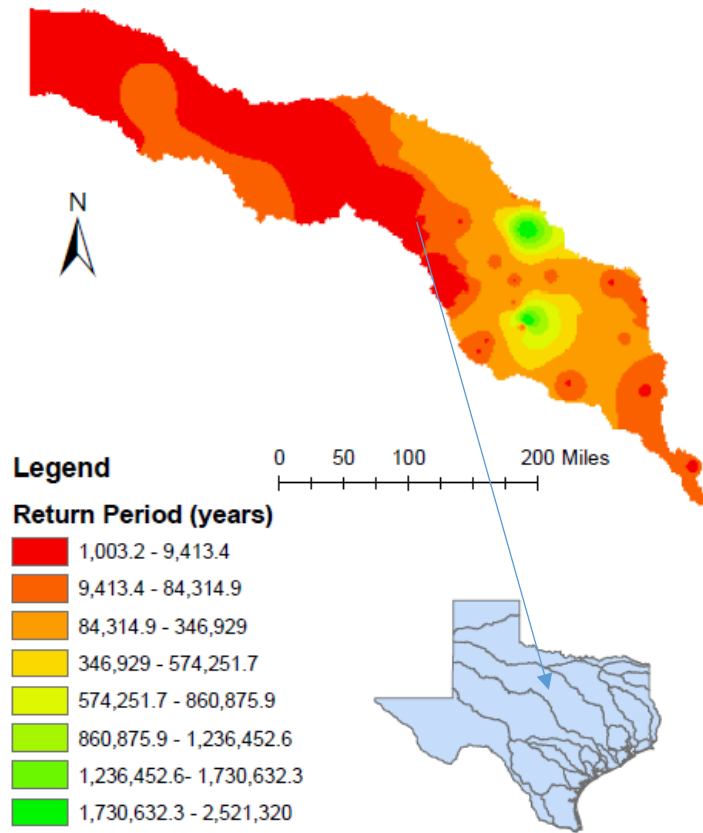 N
Legend
0 50 100 200 Miles
Return Period (years)
1,003.2 - 9,413.4
9,413.4 - 84,314.9
84,314.9 - 346,929
346,929 - 574,251.7
574,251.7 - 860,875.9
860,875.9 - 1,236,452.6
1,236,452.6- 1,730,632.3
1,730,632.3 - 2,521,320